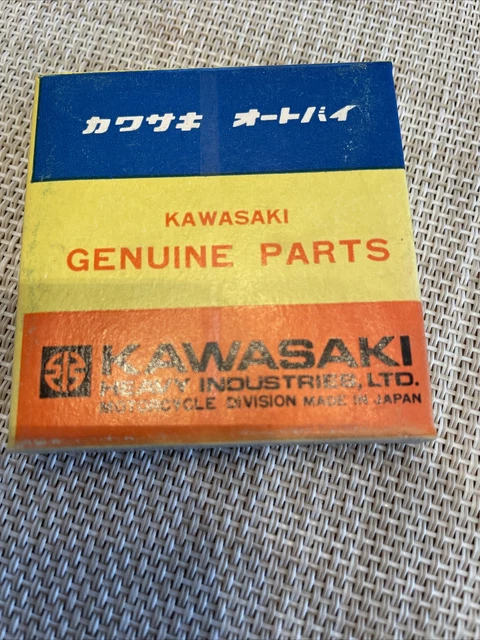 カワサキ オートバイ
KAWASAKI
GENUINE PARTS
KAWASAKI
HEAVY INDUSTRIES, LTD.
MOTORCYCLE DIVISION MADE IN JAPAN